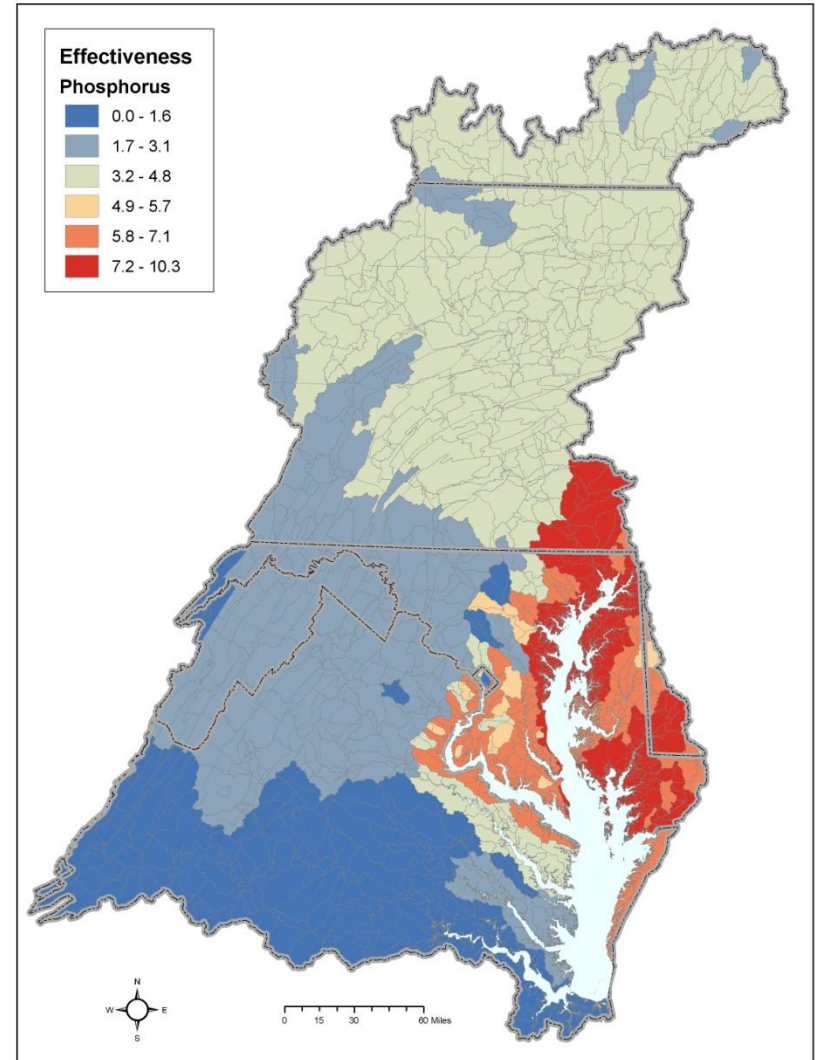 Effectiveness
Phosphorus
0.0 - 1.6
1.7 - 3.1
3.2 - 4.8
4.9 - 5.7
5.8 - 7.1
7.2 - 10.3
N
W E
S
0 15 30 60 Miles